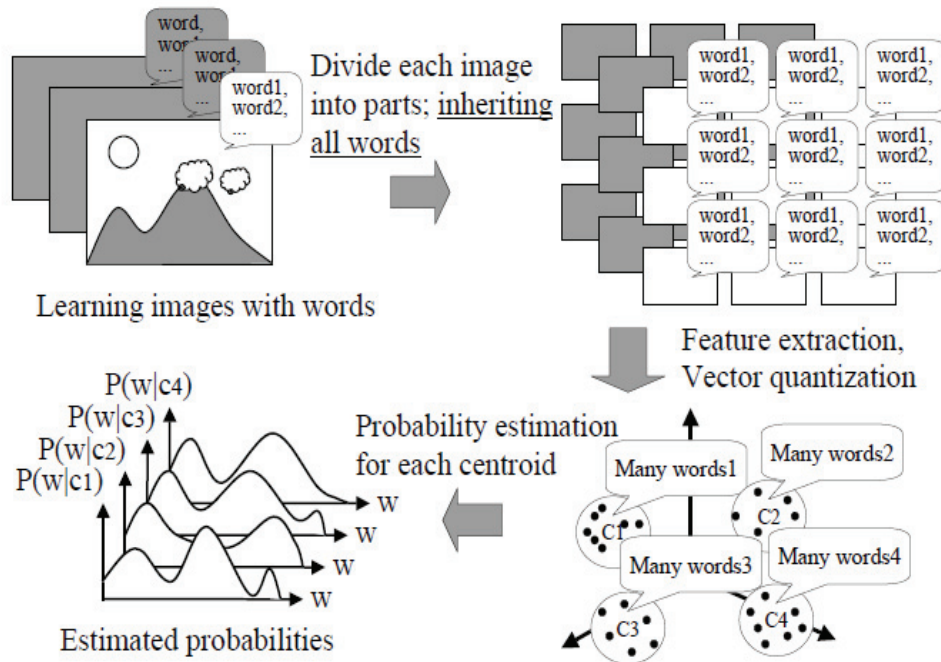 word,
word
...
word,
word
...
word1,
word2,
...
Divide each image
into parts; inheriting
all words
Learning images with words
word1,
word2,
...
word1,
word2,
...
word1,
word2,
...
word1,
word2,
...
word1,
word2,
...
word1,
word2,
...
word1,
word2,
...
word1,
word2,
...
word1,
word2,
...
Feature extraction,
Vector quantization
Many words1
Many words2
C1
C2
Many words3
Many words4
C3
C4
Probability estimation
for each centroid
P(w|c4)
P(w|c3)
P(w|c2)
P(w|c1)
w
w
w
w
Estimated probabilities